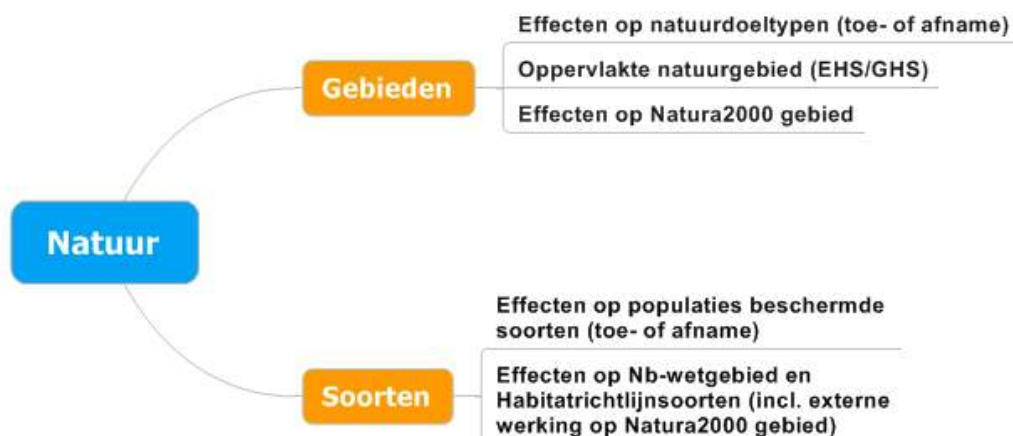 Effecten op natuurdoeltypen (toe- of afname)
Gebieden
Oppervlakte natuurgebied (EHS/GHS)
Effecten op Natura2000 gebied
Natuur
Effecten op populaties beschermde
soorten (toe- of afname)
Soorten
Effecten op Nb-wetgebied en
Habitatrichtlijnsoorten (incl. externe
werking op Natura2000 gebied)